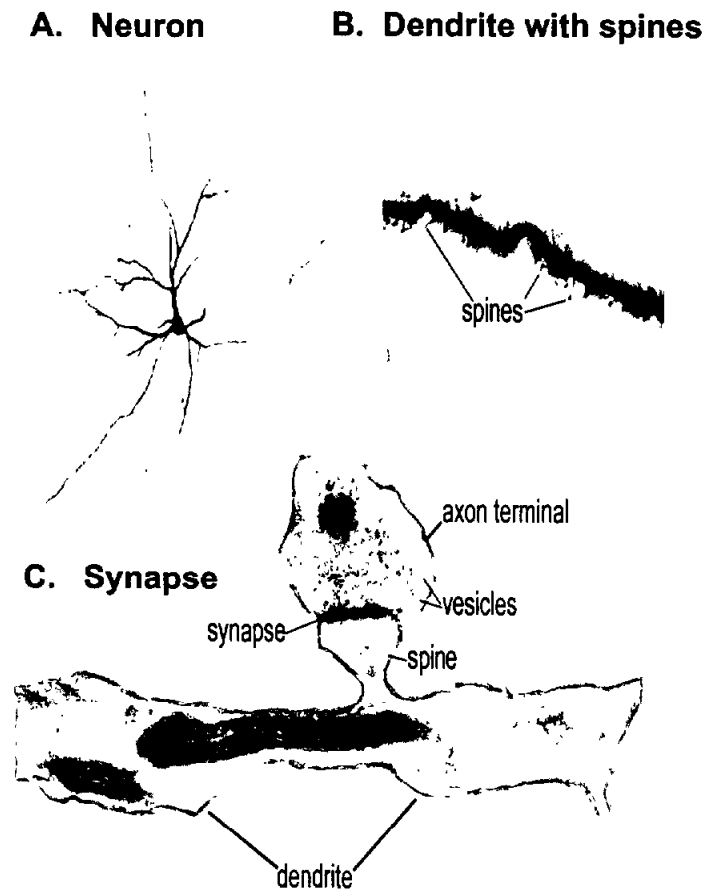 A. Neuron
B. Dendrite with spines
spines
axon terminal
C. Synapse
vesicles
synapse
spine
dendrite